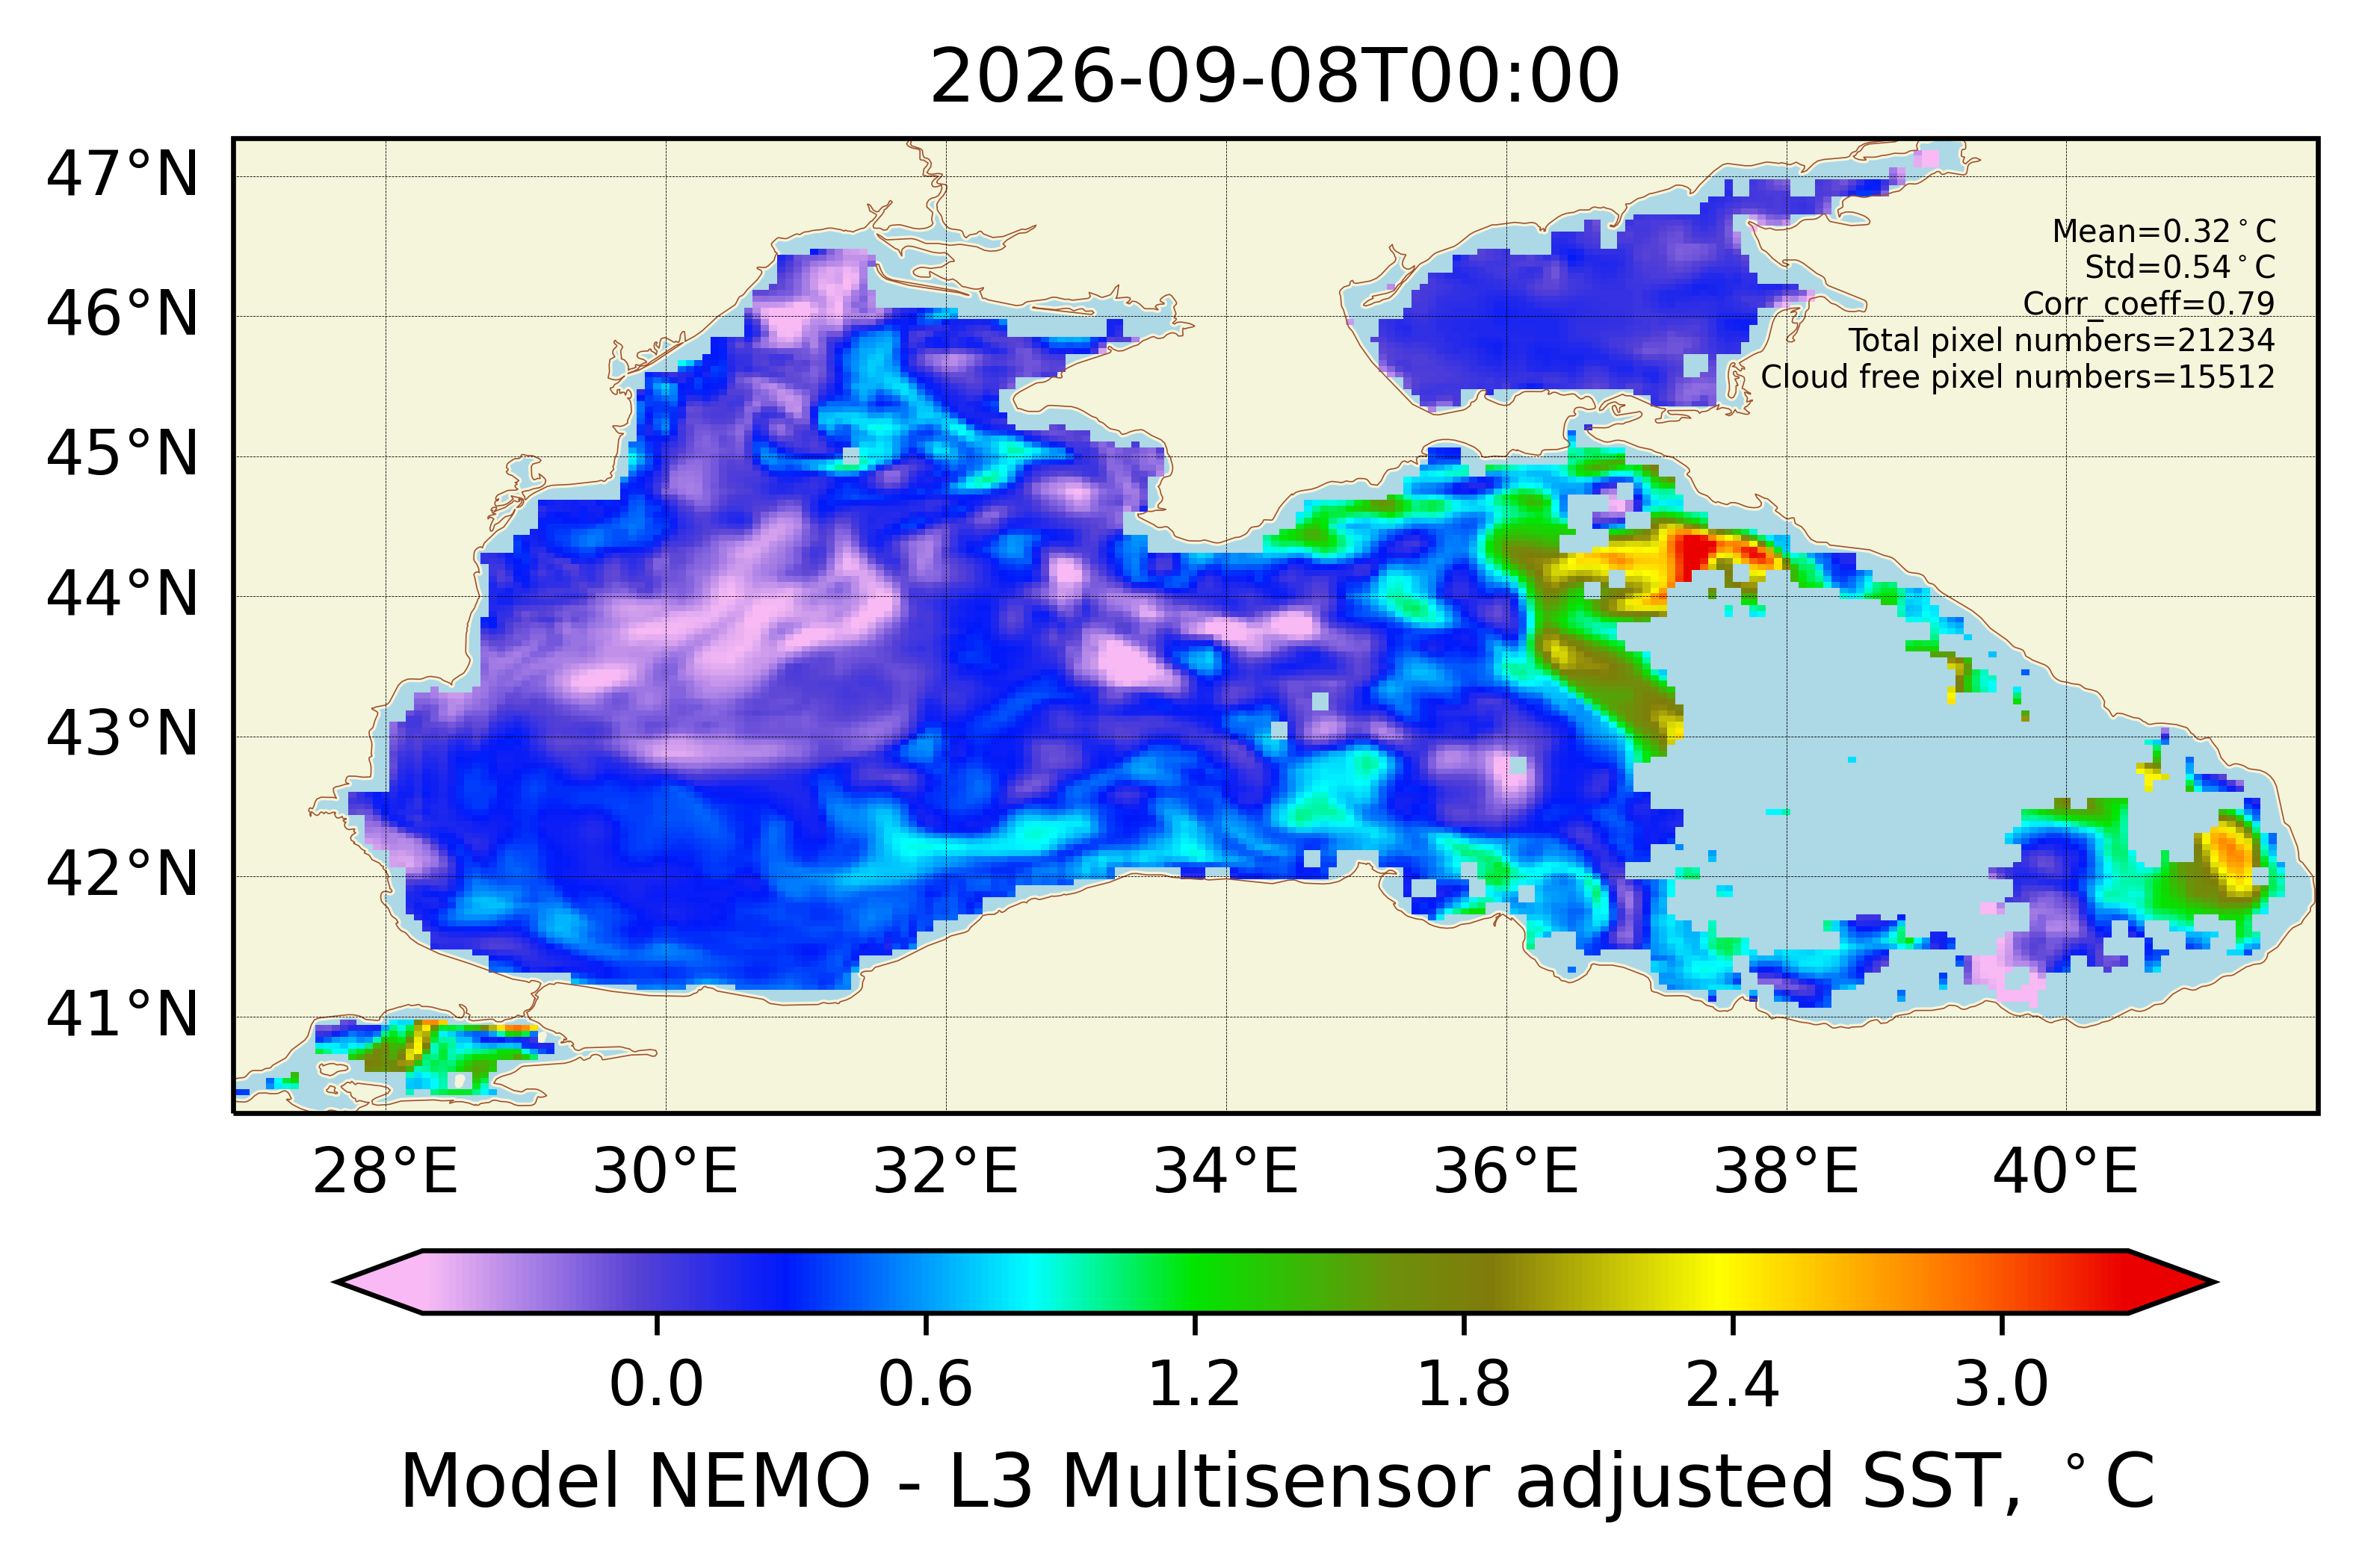 2026-09-08T00:00
47°N
46°N
45°N
44°N
43°N
42°N
41°N
Mean=0.32°C
Std=0.54°C
Corr_coeff=0.79
Total pixel numbers=21234
Cloud free pixel numbers=15512
28°E 30°E 32°E 34°E 36°E 38°E 40°E
0.0 0.6 1.2 1.8 2.4 3.0
Model NEMO - L3 Multisensor adjusted SST, °C